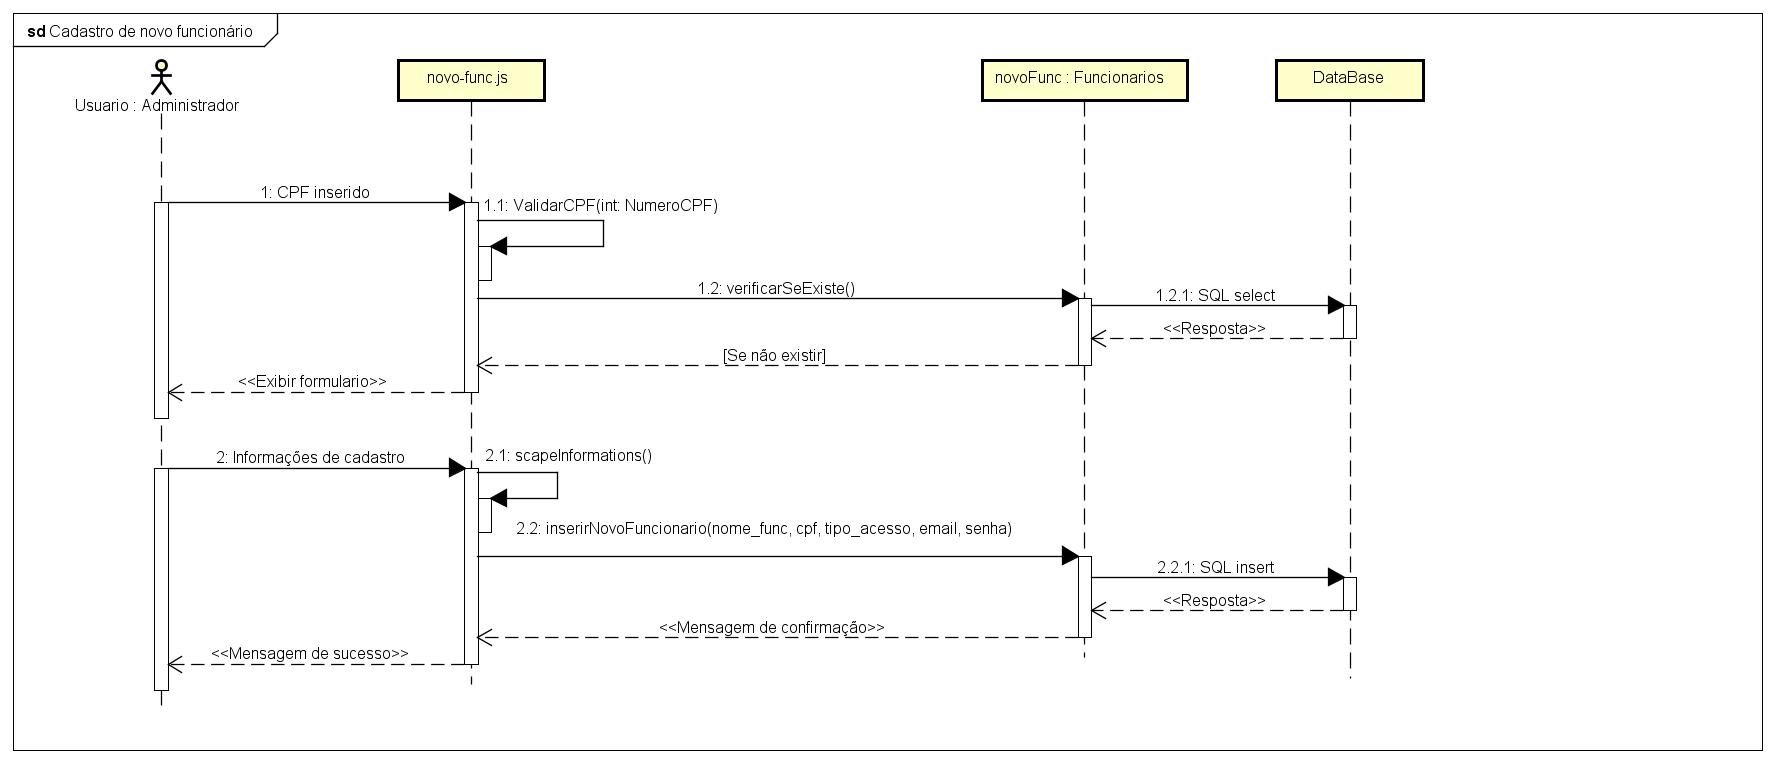 sd Cadastro de novo funcionário
Usuario : Administrador
novo-func.js
novoFunc : Funcionarios
DataBase
1: CPF inserido
1.1: ValidarCPF(int: NumeroCPF)
1.2: verificarSeExiste()
1.2.1: SQL select
<<Resposta>>
[Se não existir]
<<Exibir formulario>>
2: Informações de cadastro
2.1: scapeInformations()
2.2: inserirNovoFuncionario(nome_func, cpf, tipo_acesso, email, senha)
2.2.1: SQL insert
<<Resposta>>
<<Mensagem de confirmação>>
<<Mensagem de sucesso>>